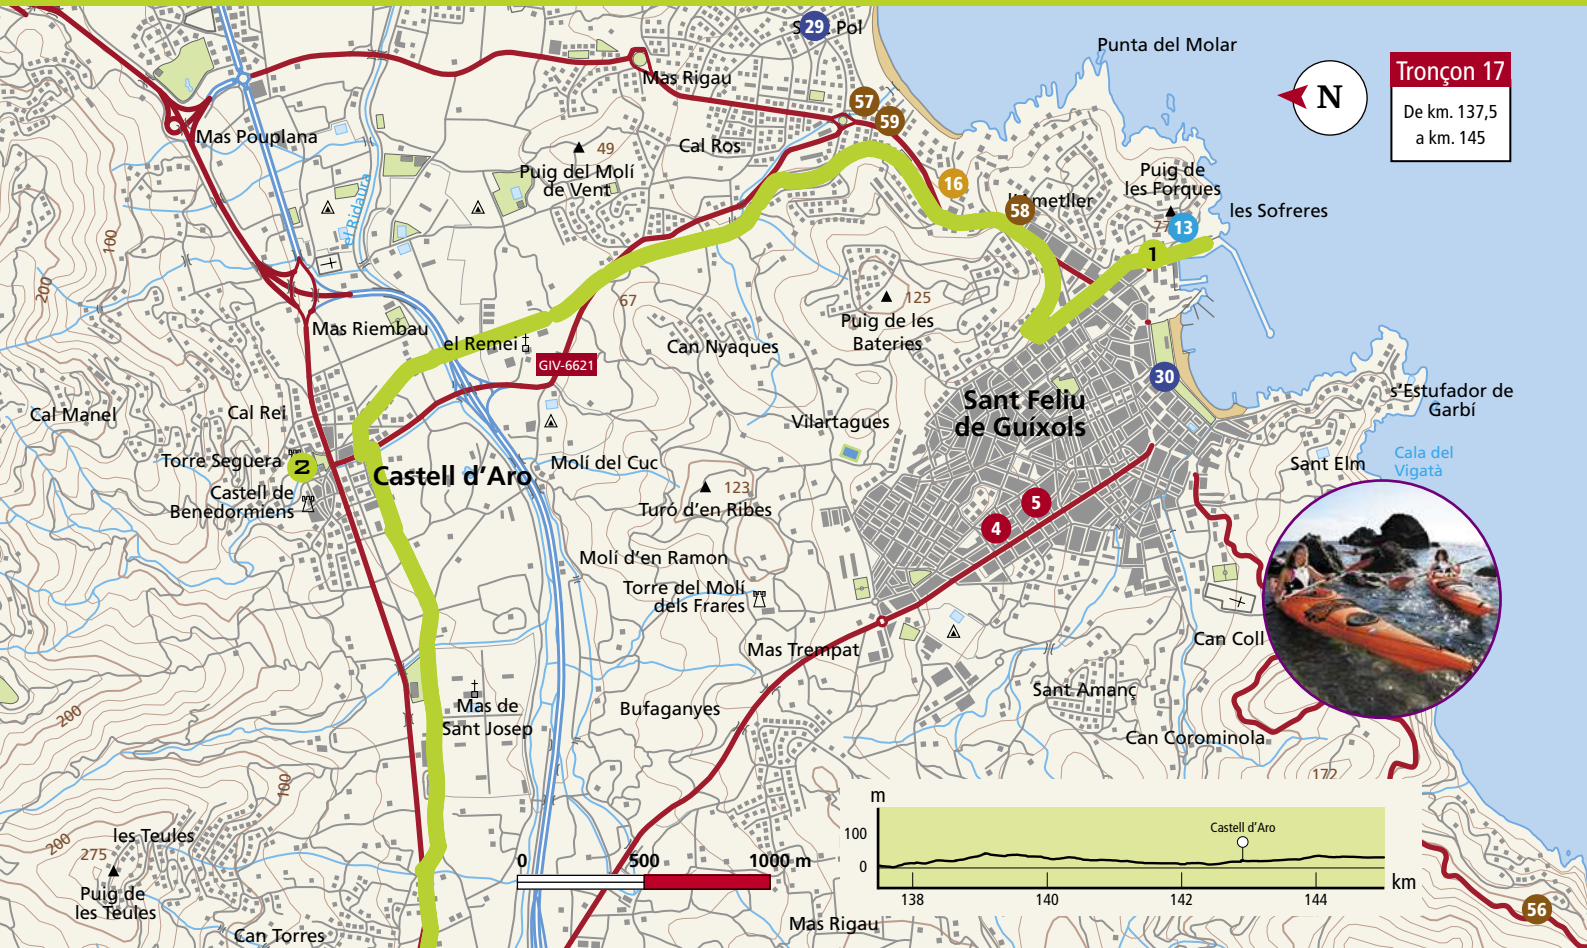 29
Pol
Punta del Molar
Tronçon 17
De km. 137,5
a km. 145
N
Mas Rigau
57
59
Mas Pouplana
Cal Ros
49
Puig del Molí
de Vent
el Ridaura
16
58
Puig de
les Forques
77
13
les Sofreres
1
100
200
67
125
Puig de les
Bateries
Mas Riembau
el Remei
GIV-6621
Can Nyaques
30
s'Estufador de
Garbí
Cal Manel
Cal Rei
Sant Feliu
de Guíxols
Vilartagues
Torre Seguera
2
Castell d'Aro
Molí del Cuc
Sant Elm
Cala del
Vigatà
Castell de
Benedormiens
123
Turó d'en Ribes
5
4
Molí d'en Ramon
Torre del Molí
dels Frares
Can Coll
Mas Trempat
Sant Amanç
Mas de
Sant Josep
Bufaganyes
200
Can Corominola
172
100
200
les Teules
275
Puig de
les Teules
Can Torres
0 500 1000 m
Mas Rigau
m
100
0
Castell d'Aro
138 140 142 144
km
56